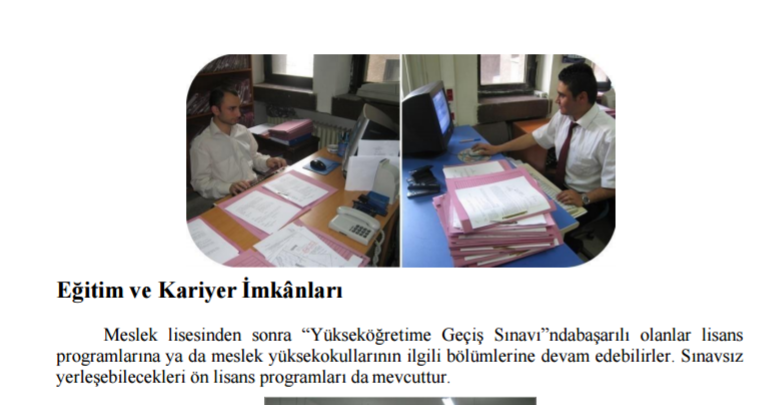 Eğitim ve Kariyer İmkânları
Meslek lisesinden sonra “Yükseköğretime Geçiş Sınavı”ndabaşarılı olanlar lisans
programlarına ya da meslek yüksekokullarının ilgili bölümlerine devam edebilirler. Sınavsız
yerleşebilecekleri ön lisans programları da mevcuttur.